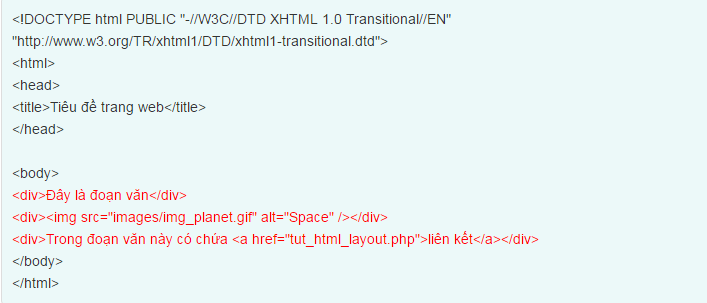 <!DOCTYPE html PUBLIC "-//W3C//DTD XHTML 1.0 Transitional//EN"
"http://www.w3.org/TR/xhtml1/DTD/xhtml1-transitional.dtd">
<html>
<head>
<title>Tiêu đề trang web</title>
</head>
<body>
<div>Đây là đoạn văn</div>
<div><img src="images/img_planet.gif" alt="Space" /></div>
<div>Trong đoạn văn này có chứa <a href="tut_html_layout.php">liên kết</a></div>
</body>
</html>